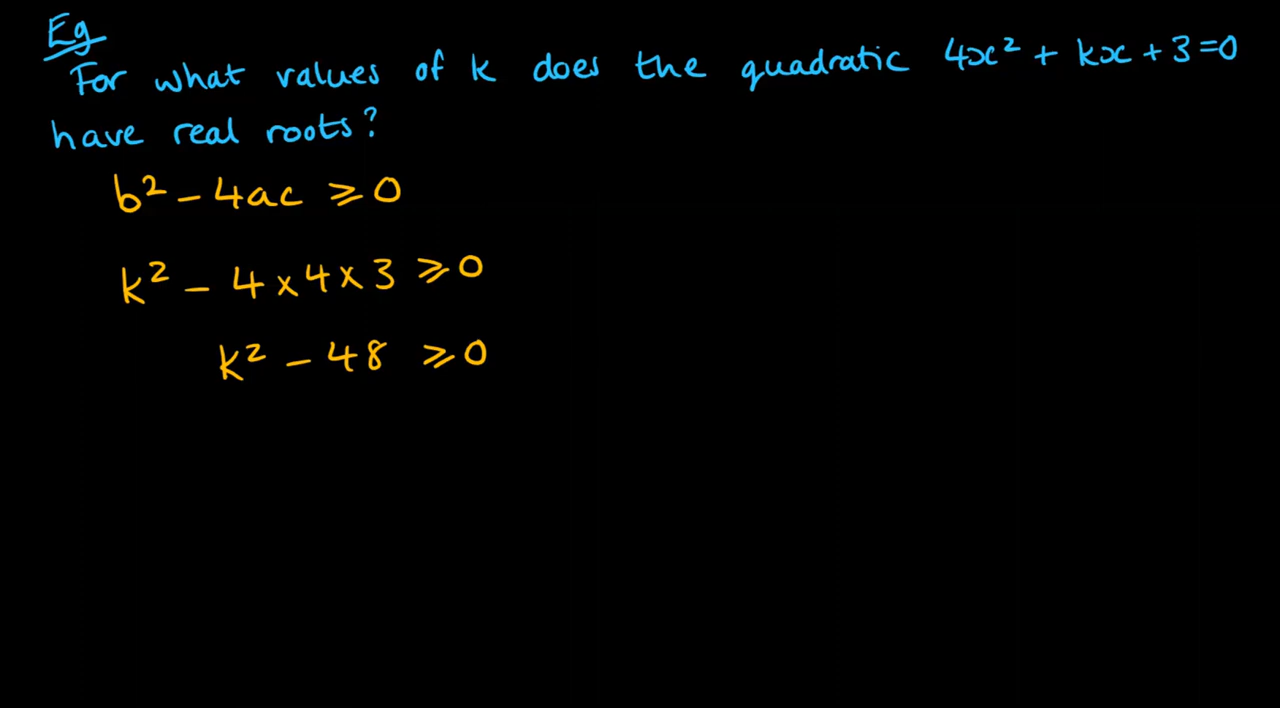 Eg
For what values of k does the quadratic 4x² + kx + 3 = 0
have real roots?
b² - 4ac ⩾ 0
k² - 4 × 4 × 3 ⩾ 0
k² - 48 ⩾ 0